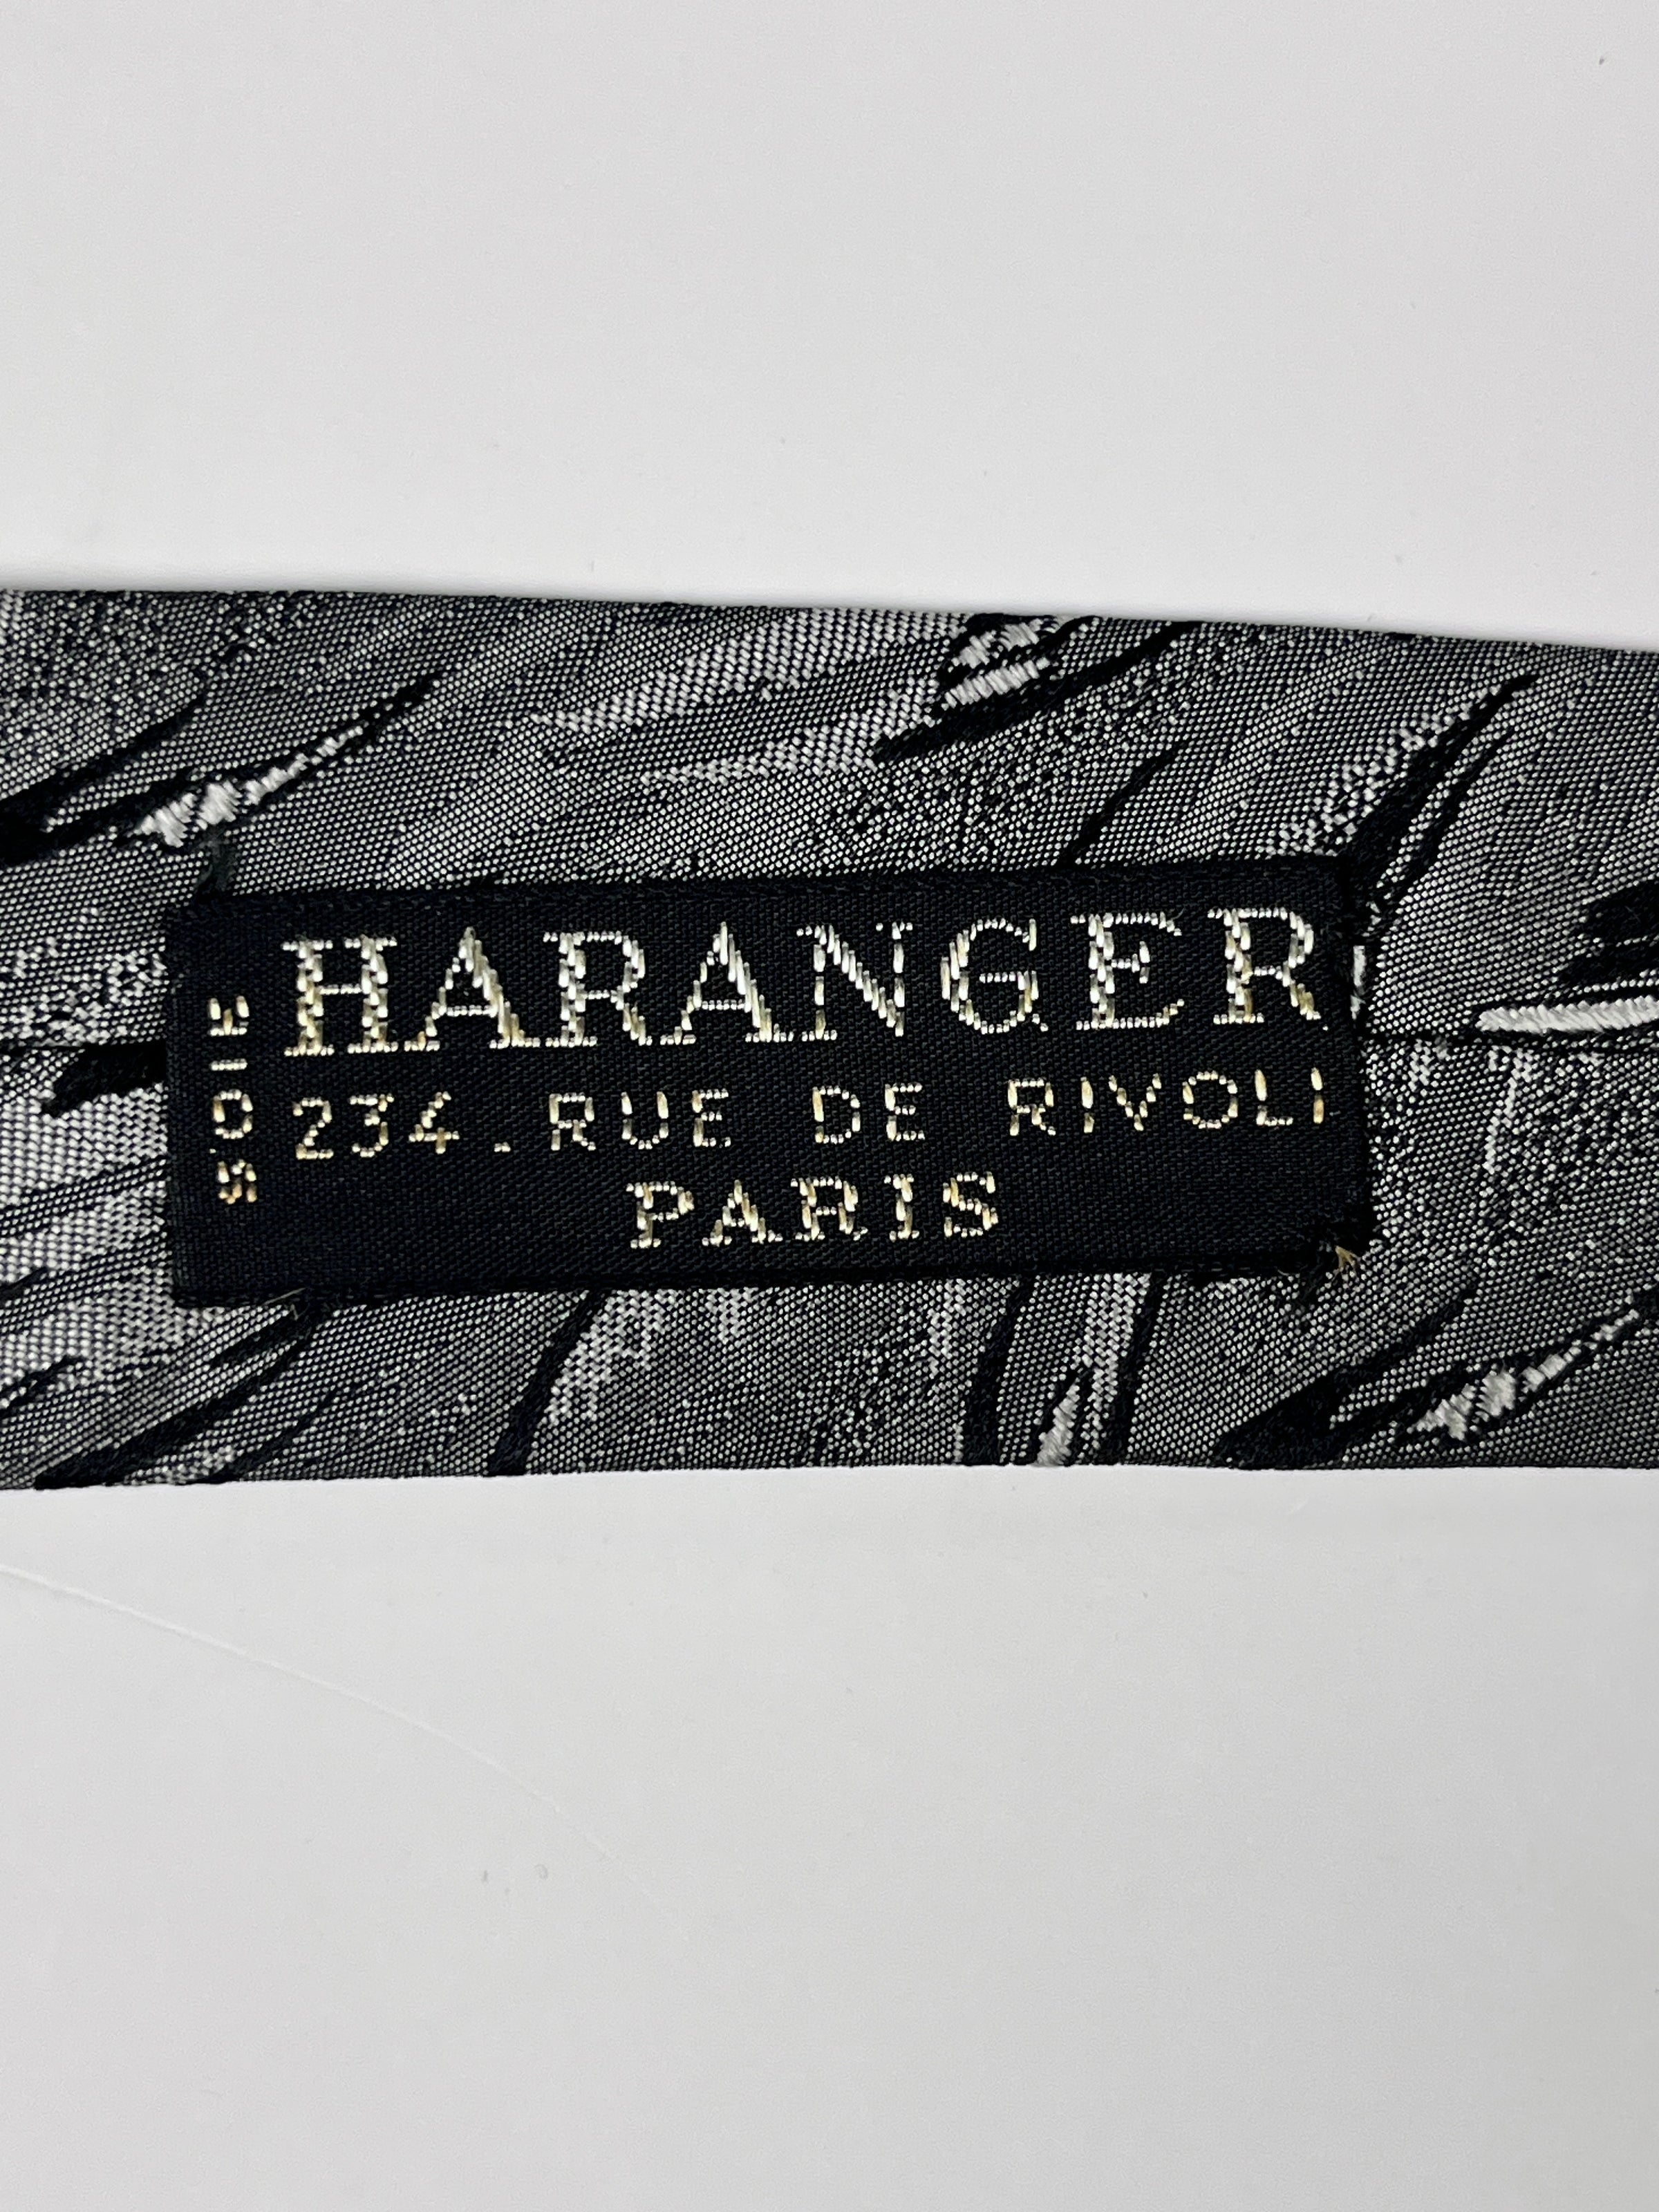 HARANGER
234.RUE DE RIVOLI
PARIS
SOIE